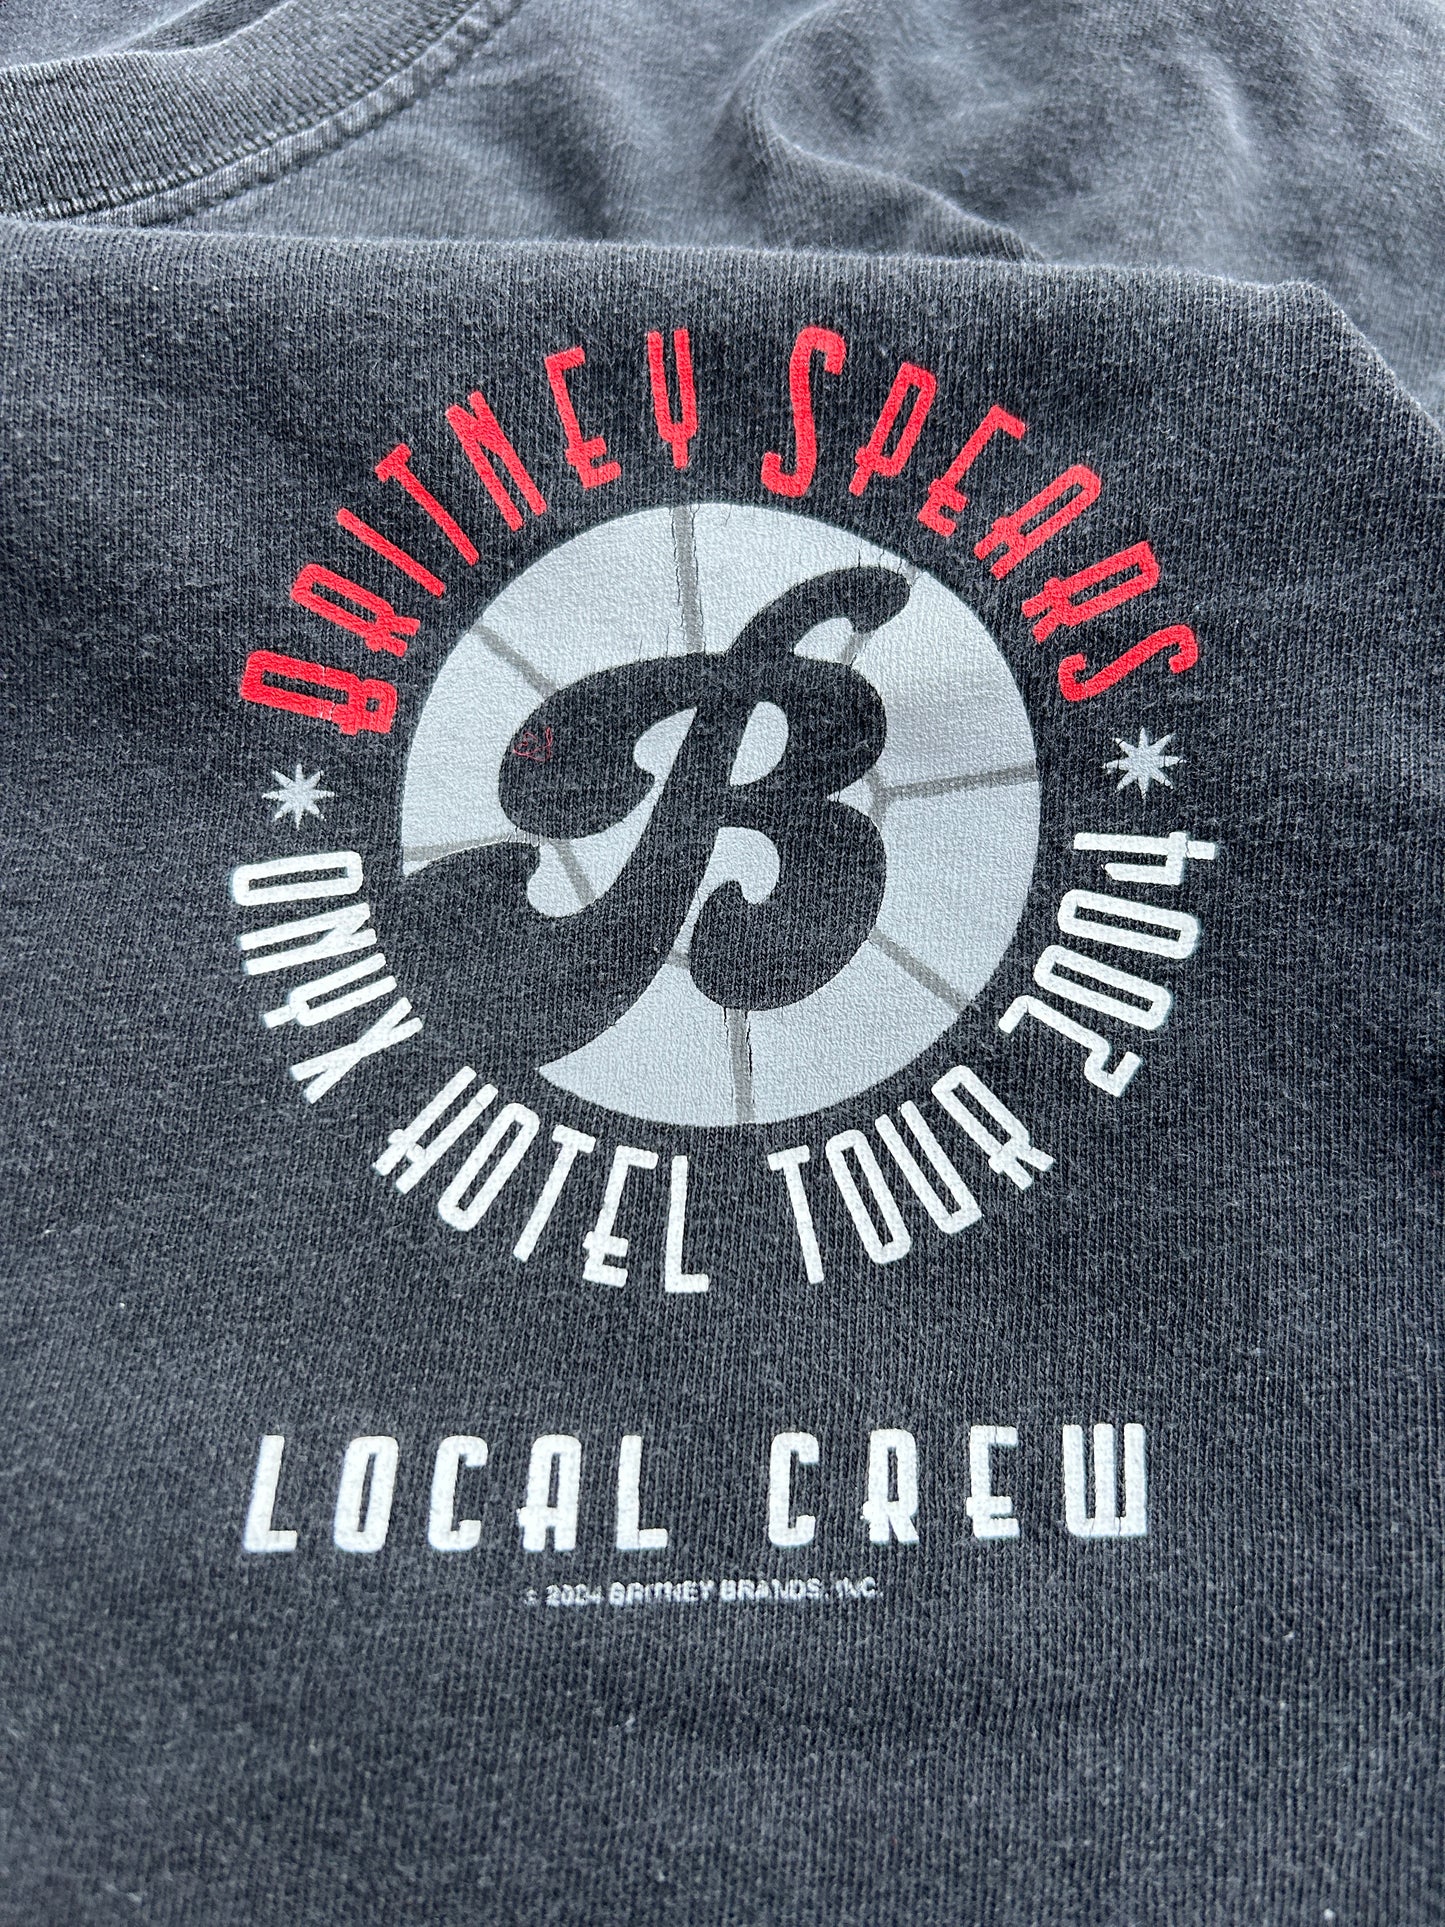 BRITNEY SPEARS
B
ONYX HOTEL TOUR 2004
LOCAL CREW
© 2004 BRITNEY BRANDS, INC.